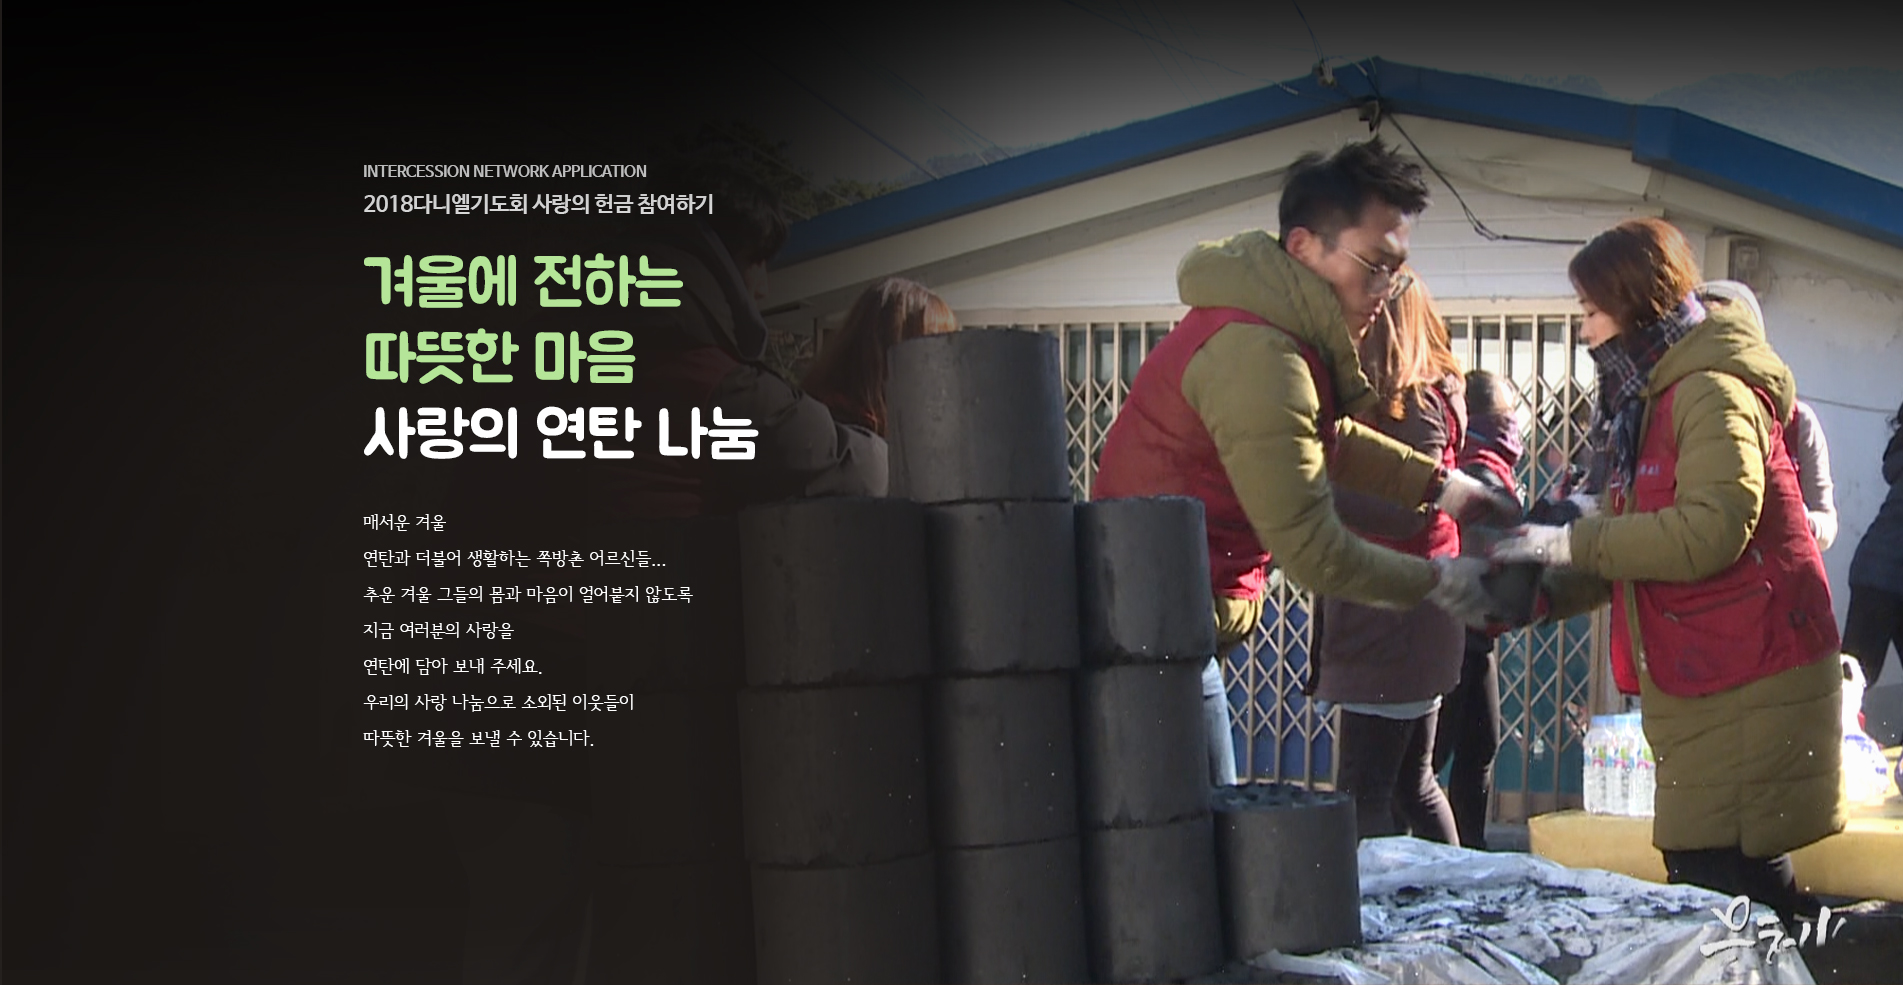 INTERCESSION NETWORK APPLICATION
2018다니엘기도회 사랑의 헌금 참여하기
겨울에 전하는
따뜻한 마음
사랑의 연탄 나눔
매서운 겨울
연탄과 더불어 생활하는 쪽방촌 어르신들...
추운 겨울 그들의 몸과 마음이 얼어붙지 않도록
지금 여러분의 사랑을
연탄에 담아 보내 주세요.
우리의 사랑 나눔으로 소외된 이웃들이
따뜻한 겨울을 보낼 수 있습니다.